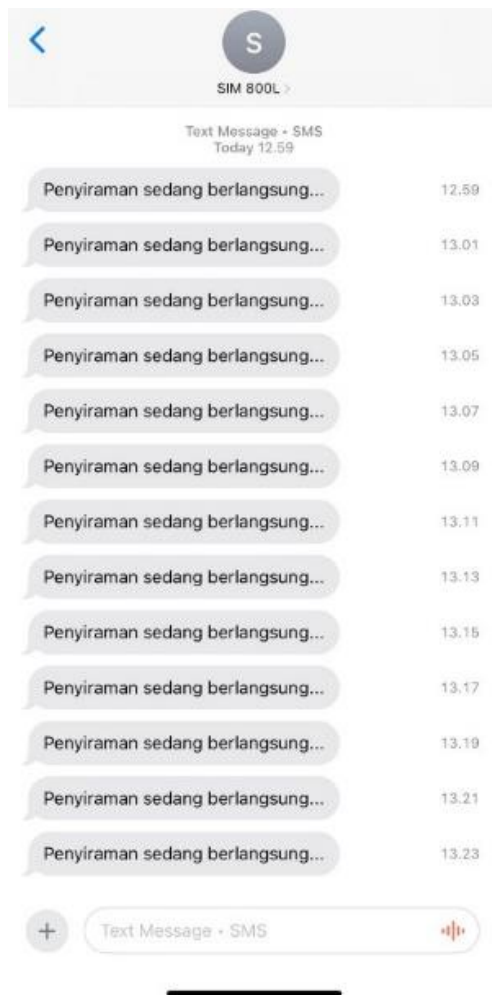 S
SIM 800L >
Text Message • SMS
Today 12.59
Penyiraman sedang berlangsung... 12.59
Penyiraman sedang berlangsung... 13.01
Penyiraman sedang berlangsung... 13.03
Penyiraman sedang berlangsung... 13.05
Penyiraman sedang berlangsung... 13.07
Penyiraman sedang berlangsung... 13.09
Penyiraman sedang berlangsung... 13.11
Penyiraman sedang berlangsung... 13.13
Penyiraman sedang berlangsung... 13.15
Penyiraman sedang berlangsung... 13.17
Penyiraman sedang berlangsung... 13.19
Penyiraman sedang berlangsung... 13.21
Penyiraman sedang berlangsung... 13.23
Text Message • SMS